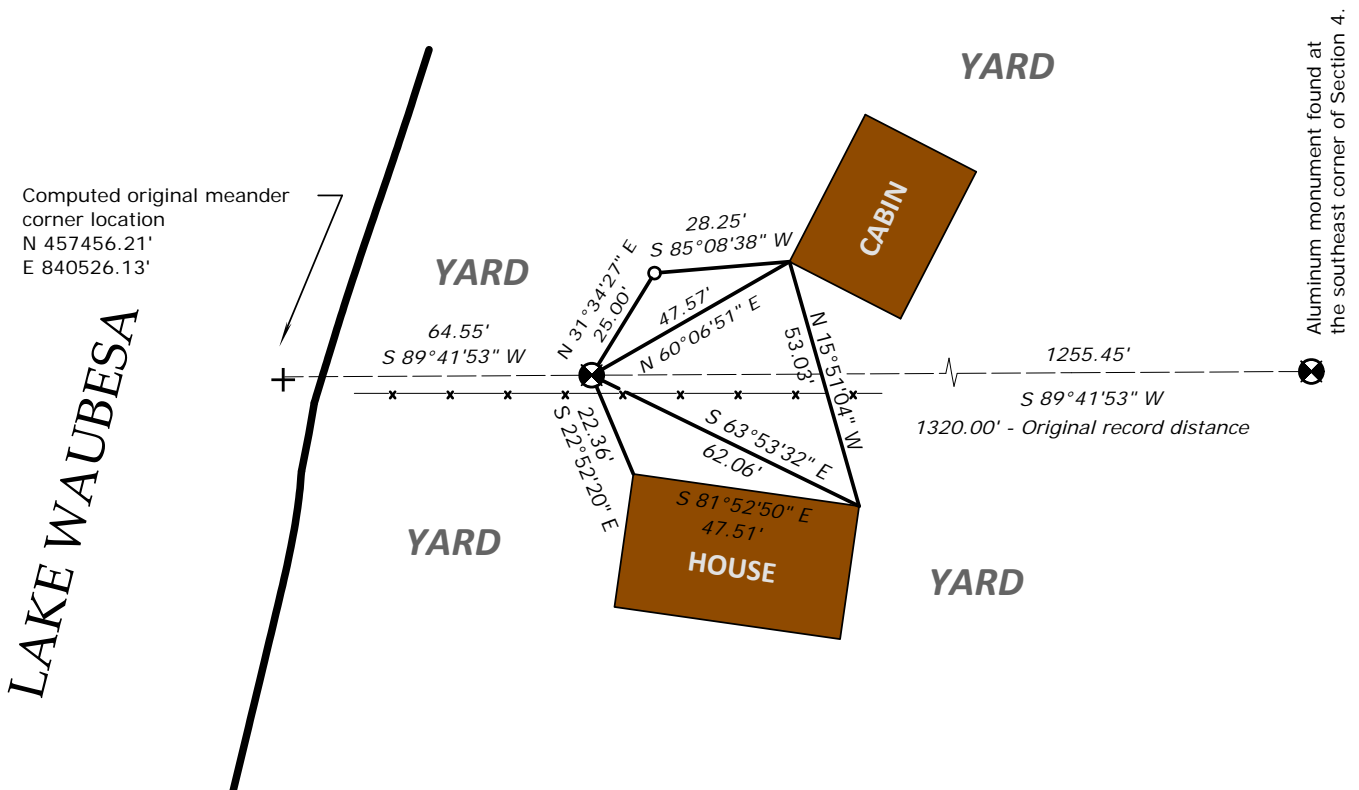 YARD
Aluminum monument found at
the southeast corner of Section 4.
Computed original meander
corner location
N 457456.21'
E 840526.13'
CABIN
28.25'
S 85°08'38" W
YARD
N 31°34'27" E
25.00'
47.57'
N 60°06'51" E
N 15°51'04" W
53.03'
64.55'
S 89°41'53" W
1255.45'
S 89°41'53" W
1320.00' - Original record distance
LAKE WAUBESA
22.36'
S 22°52'20" E
S 63°53'32" E
62.06'
S 81°52'50" E
47.51'
HOUSE
YARD
YARD